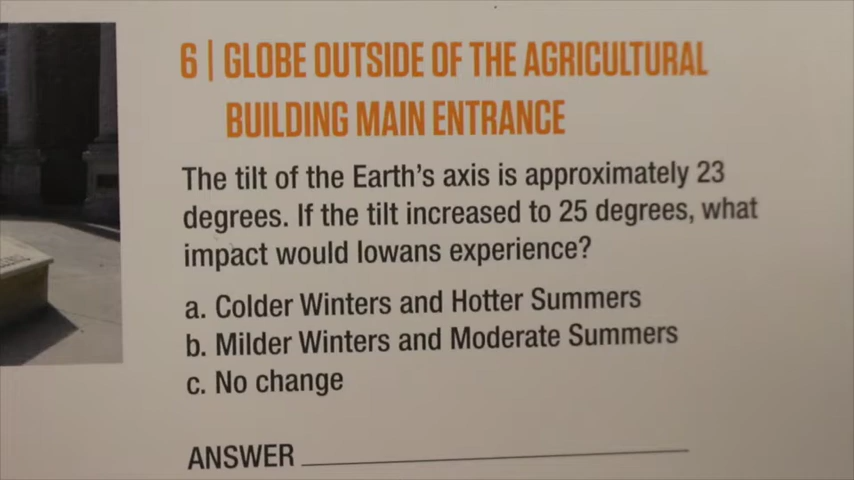 6 | GLOBE OUTSIDE OF THE AGRICULTURAL
BUILDING MAIN ENTRANCE
The tilt of the Earth's axis is approximately 23
degrees. If the tilt increased to 25 degrees, what
impact would Iowans experience?
a. Colder Winters and Hotter Summers
b. Milder Winters and Moderate Summers
c. No change
ANSWER